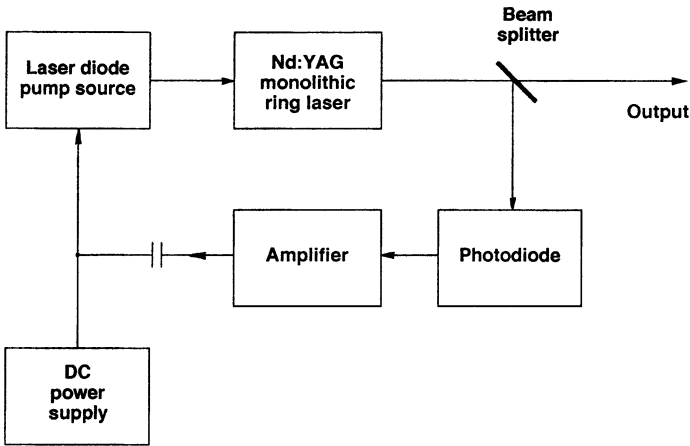 Beam
splitter
Laser diode
pump source
Nd:YAG
monolithic
ring laser
Output
Amplifier
Photodiode
DC
power
supply